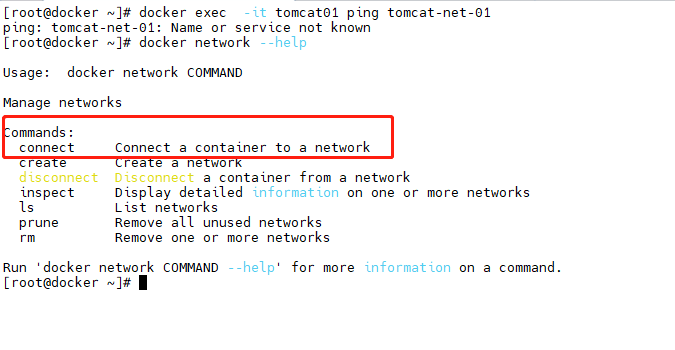 [root@docker ~]# docker exec  -it tomcat01 ping tomcat-net-01
ping: tomcat-net-01: Name or service not known
[root@docker ~]# docker network --help
Usage:  docker network COMMAND
Manage networks
Commands:
  connect     Connect a container to a network
  create      Create a network
  disconnect  Disconnect a container from a network
  inspect     Display detailed information on one or more networks
  ls          List networks
  prune       Remove all unused networks
  rm          Remove one or more networks
Run 'docker network COMMAND --help' for more information on a command.
[root@docker ~]#